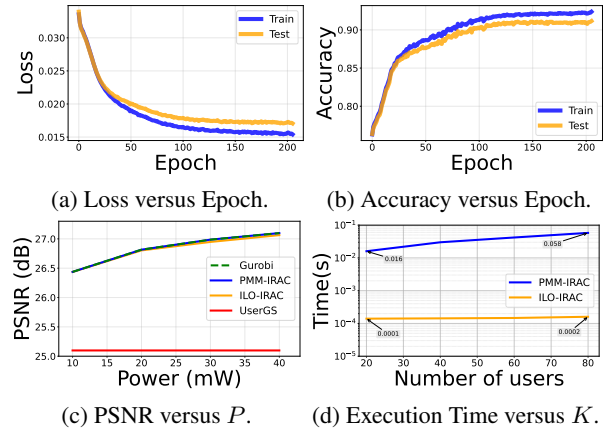 0.030
0.025
0.020
0.015
Loss
Train
Test
0 50 100 150 200
Epoch
(a) Loss versus Epoch.
0.90
0.85
0.80
Accuracy
Train
Test
0 50 100 150 200
Epoch
(b) Accuracy versus Epoch.
27.0
26.5
26.0
25.5
25.0
PSNR (dB)
Gurobi
PMM-IRAC
ILO-IRAC
UserGS
10 15 20 25 30 35 40
Power (mW)
(c) PSNR versus P.
10⁻¹
10⁻²
10⁻³
10⁻⁴
10⁻⁵
Time(s)
0.016
0.058
PMM-IRAC
ILO-IRAC
0.0001
0.0002
20 30 40 50 60 70 80
Number of users
(d) Execution Time versus K.